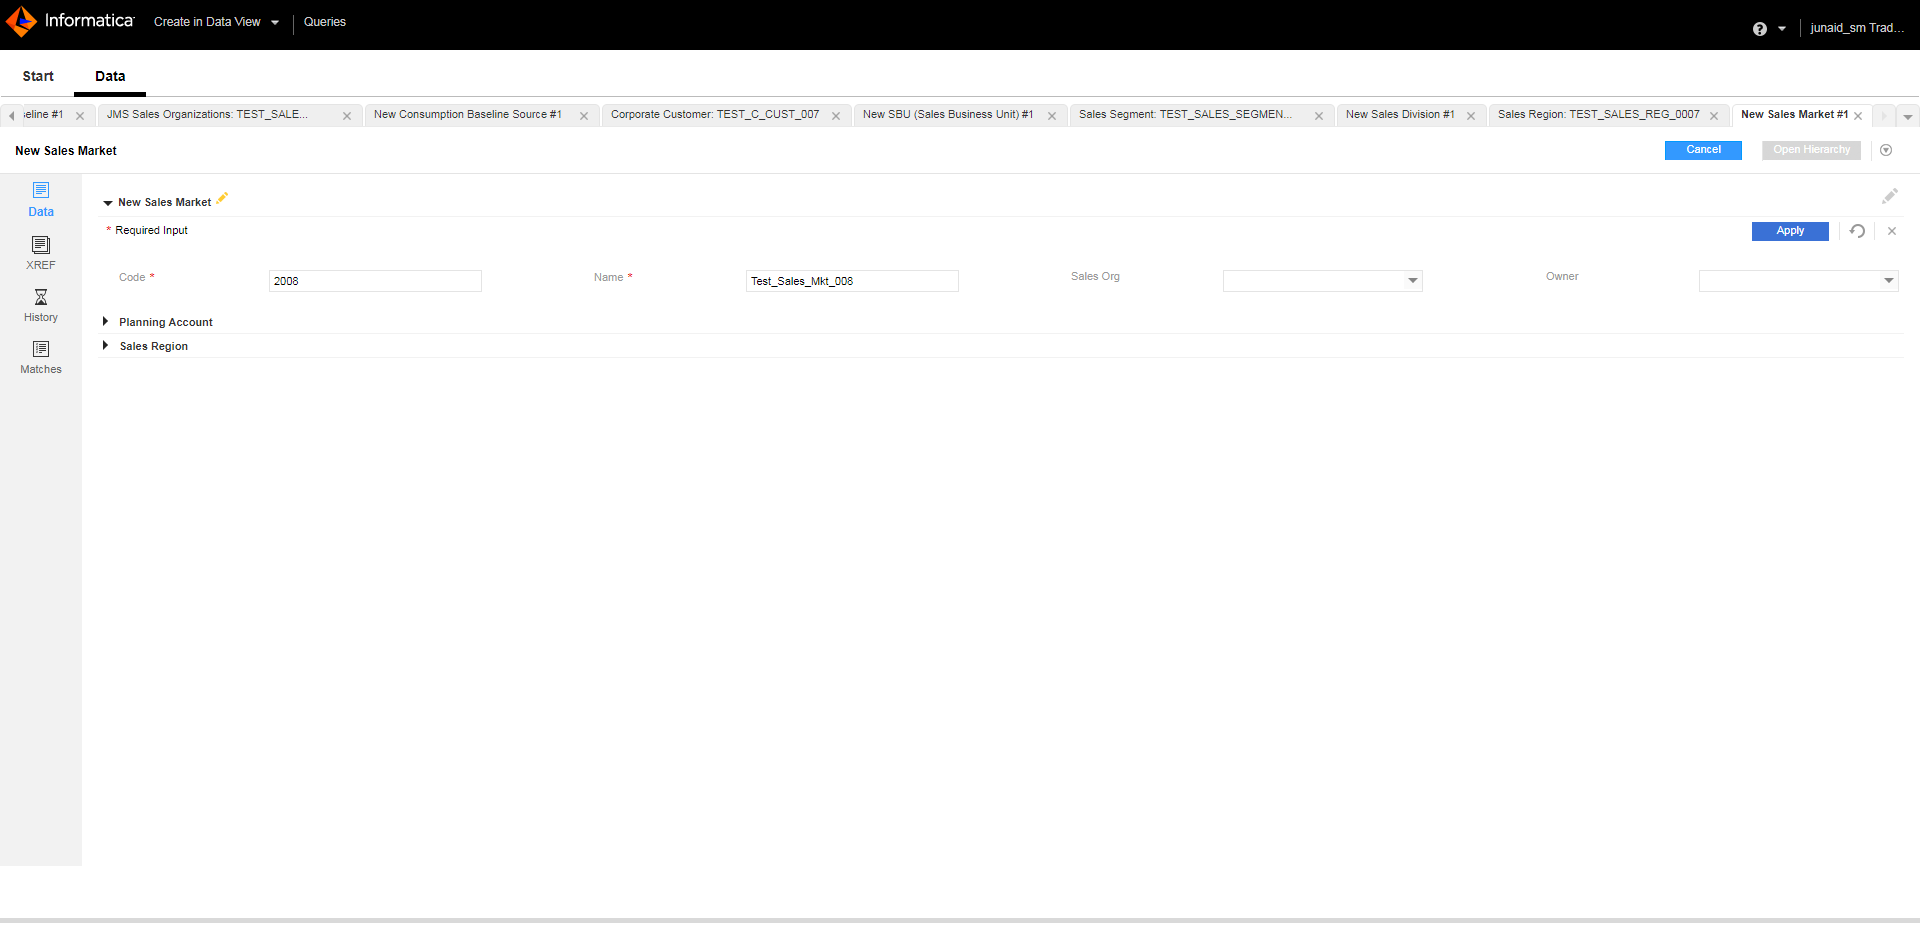 Informatica
Create in Data View
Queries
junaid_sm Trad...
Start
Data
seline #1
JMS Sales Organizations: TEST_SALE...
New Consumption Baseline Source #1
Corporate Customer: TEST_C_CUST_007
New SBU (Sales Business Unit) #1
Sales Segment: TEST_SALES_SEGMEN...
New Sales Division #1
Sales Region: TEST_SALES_REG_0007
New Sales Market #1
New Sales Market
Cancel
Open Hierarchy
Data
XREF
History
Matches
New Sales Market
* Required Input
Apply
Code *
2008
Name *
Test_Sales_Mkt_008
Sales Org
Owner
Planning Account
Sales Region